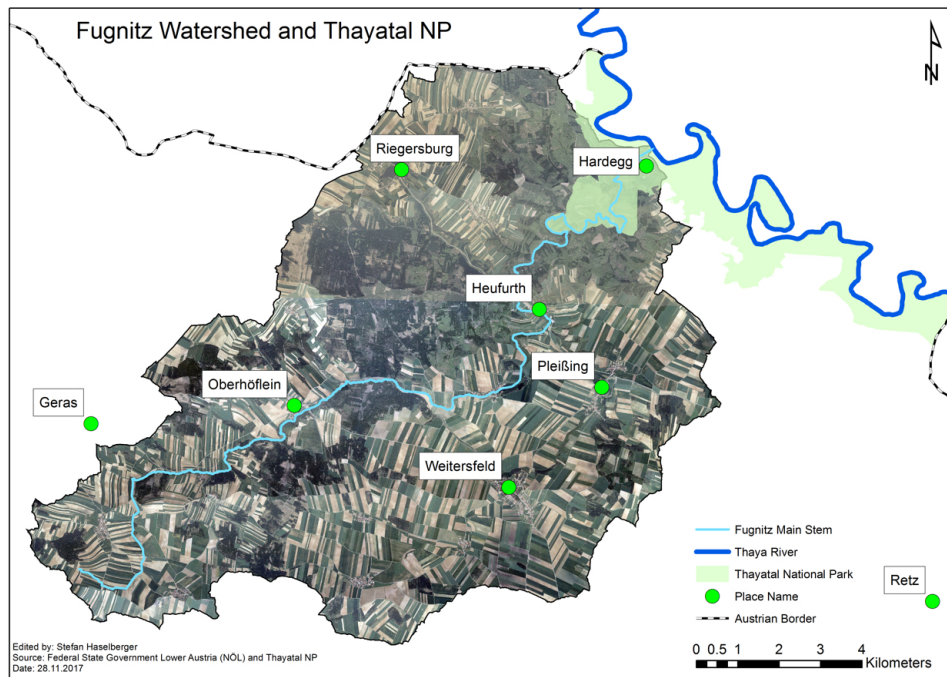 Fugnitz Watershed and Thayatal NP
N
Riegersburg
Hardegg
Heufurth
Pleißing
Oberhöflein
Geras
Weitersfeld
Retz
Fugnitz Main Stem
Thaya River
Thayatal National Park
Place Name
Austrian Border
0 0.5 1 2 3 4
Kilometers
Edited by: Stefan Haselberger
Source: Federal State Government Lower Austria (NÖL) and Thayatal NP
Date: 28.11.2017